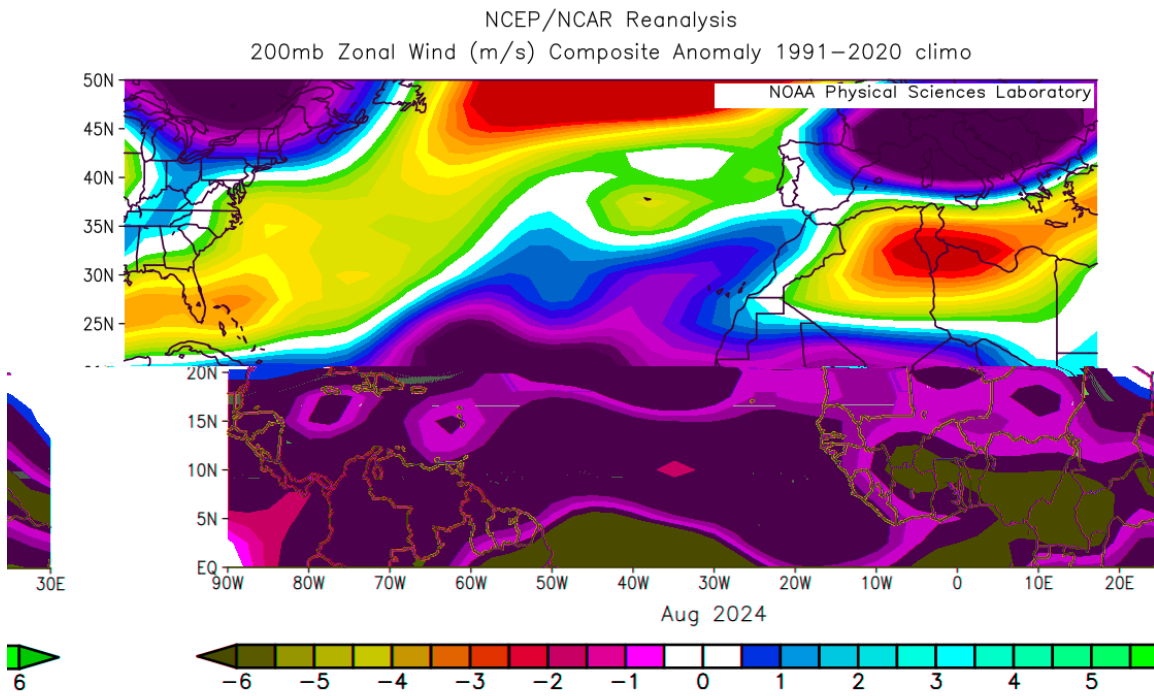 NCEP/NCAR Reanalysis
200mb Zonal Wind (m/s) Composite Anomaly 1991-2020 climo
NOAA Physical Sciences Laboratory
50N
45N
40N
35N
30N
25N
20N
15N
10N
5N
EQ
30E 90W 80W 70W 60W 50W 40W 30W 20W 10W 0 10E 20E
Aug 2024
6 -6 -5 -4 -3 -2 -1 0 1 2 3 4 5